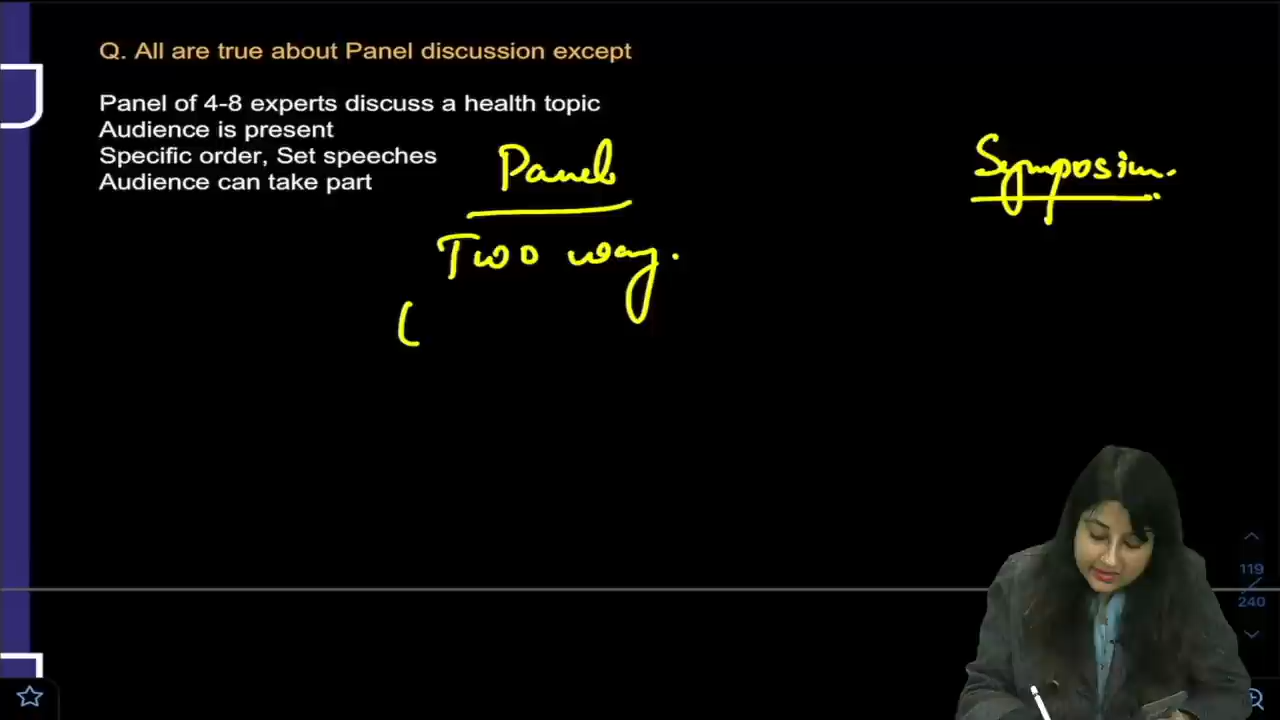 Q. All are true about Panel discussion except
Panel of 4-8 experts discuss a health topic
Audience is present
Specific order, Set speeches
Audience can take part
Panel
Symposium.
Two way.
(
119
240